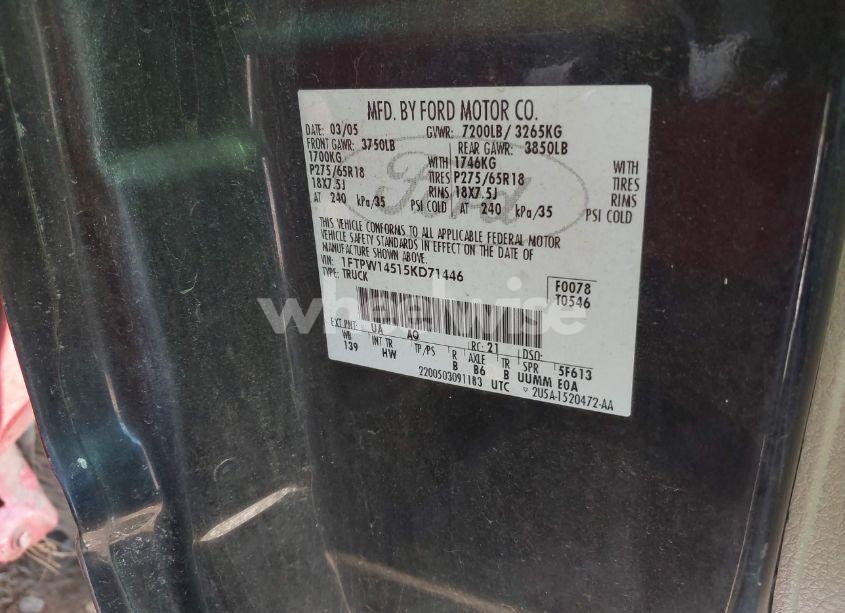 MFD. BY FORD MOTOR CO.
DATE: 03/05 GVWR: 7200LB/ 3265KG
FRONT GAWR: 3750LB REAR GAWR: 3850LB
1700KG WITH 1746KG WITH
P275/65R18 TIRES P275/65R18 TIRES
18X7.5J RIMS 18X7.5J RIMS
AT 240 kPa/35 PSI COLD AT 240 kPa/35 PSI COLD
Ford
THIS VEHICLE CONFORMS TO ALL APPLICABLE FEDERAL MOTOR
VEHICLE SAFETY STANDARDS IN EFFECT ON THE DATE OF
MANUFACTURE SHOWN ABOVE.
VIN: 1FTPW14515KD71446
TYPE: TRUCK
F0078
T0546
wheelwise
EXT PNT: UA AQ RC: 21 DSO:
WB INT TR TP/PS R AXLE TR SPR 5F613
139 HW B B6 B UUMM E0A
2200503091183 UTC 2U5A-1520472-AA